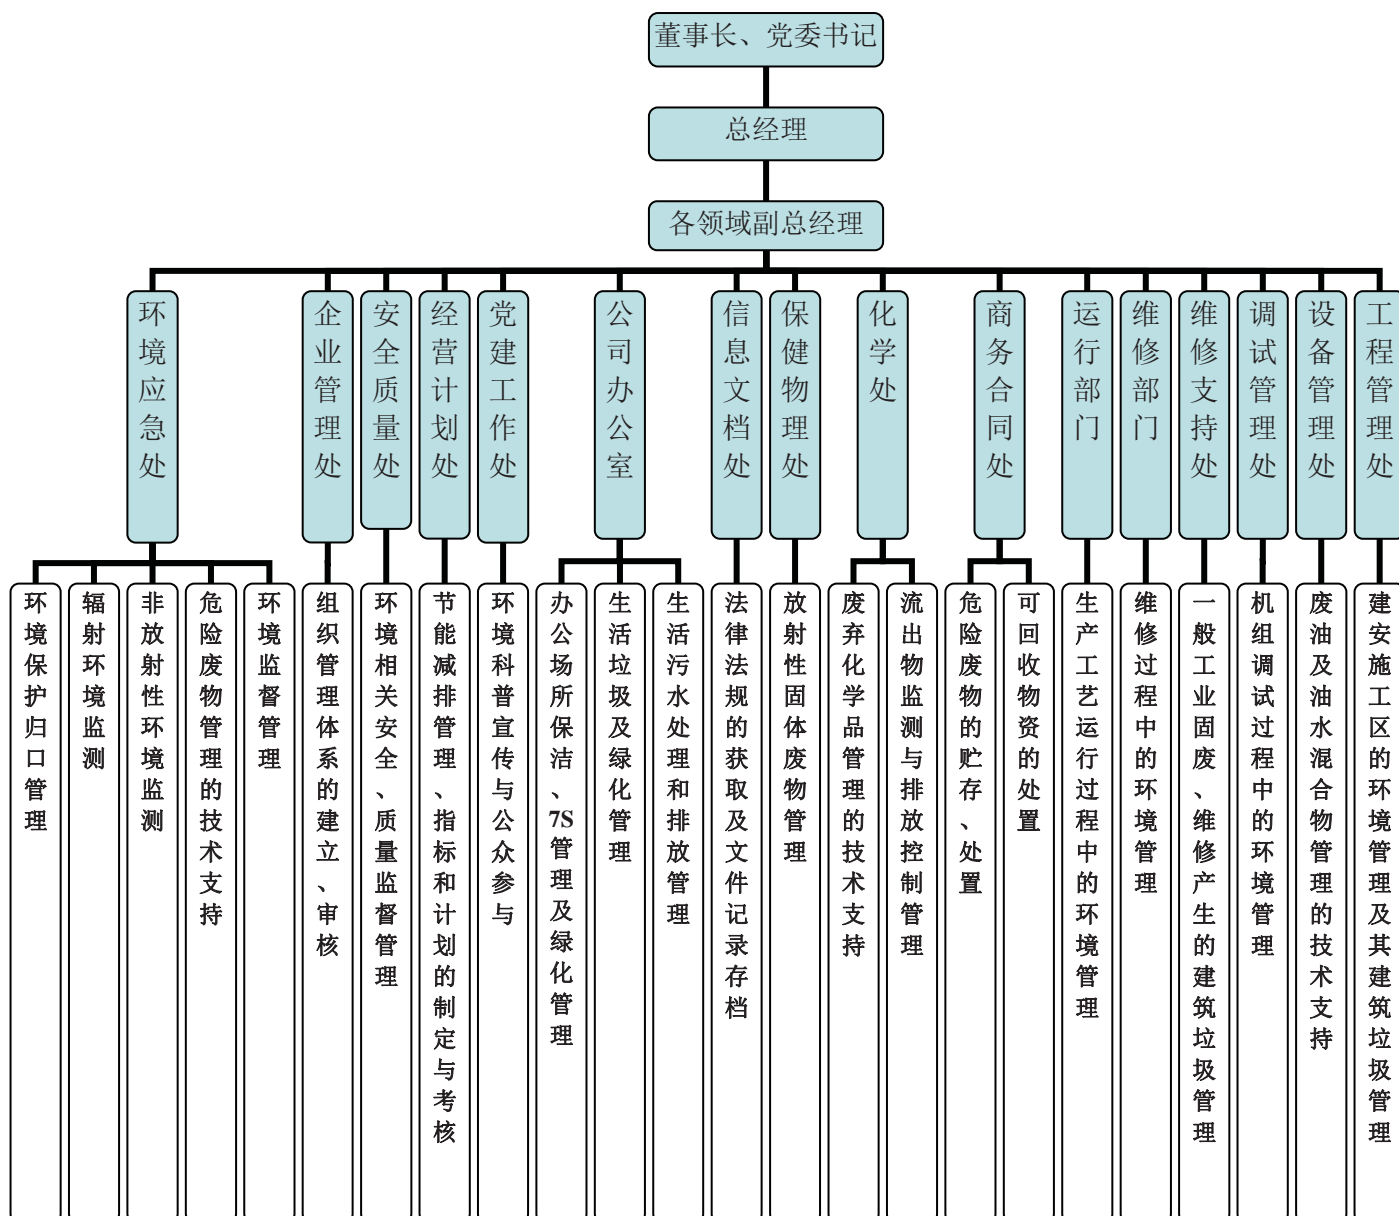 董事长、党委书记
总经理
各领域副总经理
环境应急处
企业管理处
安全质量处
经营计划处
党建工作处
公司办公室
信息文档处
保健物理处
化学处
商务合同处
运行部门
维修部门
维修支持处
调试管理处
设备管理处
工程管理处
环境保护归口管理
辐射环境监测
非放射性环境监测
危险废物管理的技术支持
环境监督管理
组织管理体系的建立、审核
环境相关安全、质量监督管理
节能减排管理、指标和计划的制定与考核
环境科普宣传与公众参与
办公场所保洁、7S管理及绿化管理
生活垃圾及绿化管理
生活污水处理和排放管理
法律法规的获取及文件记录存档
放射性固体废物管理
废弃化学品管理的技术支持
流出物监测与排放控制管理
危险废物的贮存、处置
可回收物资的处置
生产工艺运行过程中的环境管理
维修过程中的环境管理
一般工业固废、维修产生的建筑垃圾管理
机组调试过程中的环境管理
废油及油水混合物管理的技术支持
建安施工区的环境管理及其建筑垃圾管理